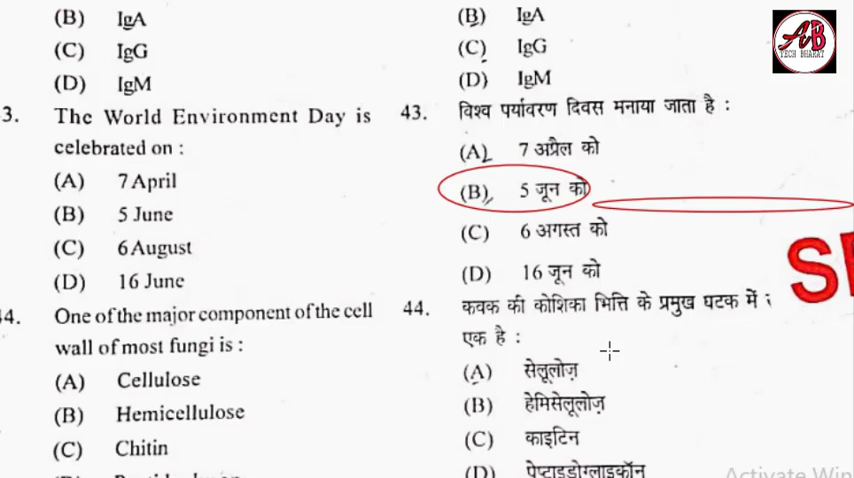 (B) IgA
(C) IgG
(D) IgM
3. The World Environment Day is
celebrated on :
(A) 7 April
(B) 5 June
(C) 6 August
(D) 16 June
14. One of the major component of the cell
wall of most fungi is :
(A) Cellulose
(B) Hemicellulose
(C) Chitin
(B) IgA
(C) IgG
(D) IgM
43. विश्व पर्यावरण दिवस मनाया जाता है :
(A) 7 अप्रैल को
(B) 5 जून को
(C) 6 अगस्त को
(D) 16 जून को
44. कवक की कोशिका भित्ति के प्रमुख घटक में
एक है :
(A) सेलूलोज़
(B) हेमिसेलूलोज़
(C) काइटिन
(D) पेप्टाइडोग्लाइकॉन
AB
TECH BHARAT
Activate Win